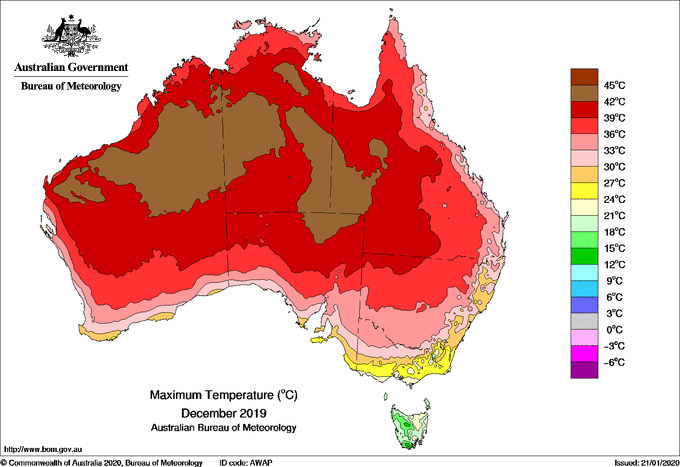 Australian Government
Bureau of Meteorology
45°C
42°C
39°C
36°C
33°C
30°C
27°C
24°C
21°C
18°C
15°C
12°C
9°C
6°C
3°C
0°C
-3°C
-6°C
Maximum Temperature (°C)
December 2019
Australian Bureau of Meteorology
http://www.bom.gov.au
© Commonwealth of Australia 2020, Bureau of Meteorology ID code: AWAP Issued: 21/01/2020